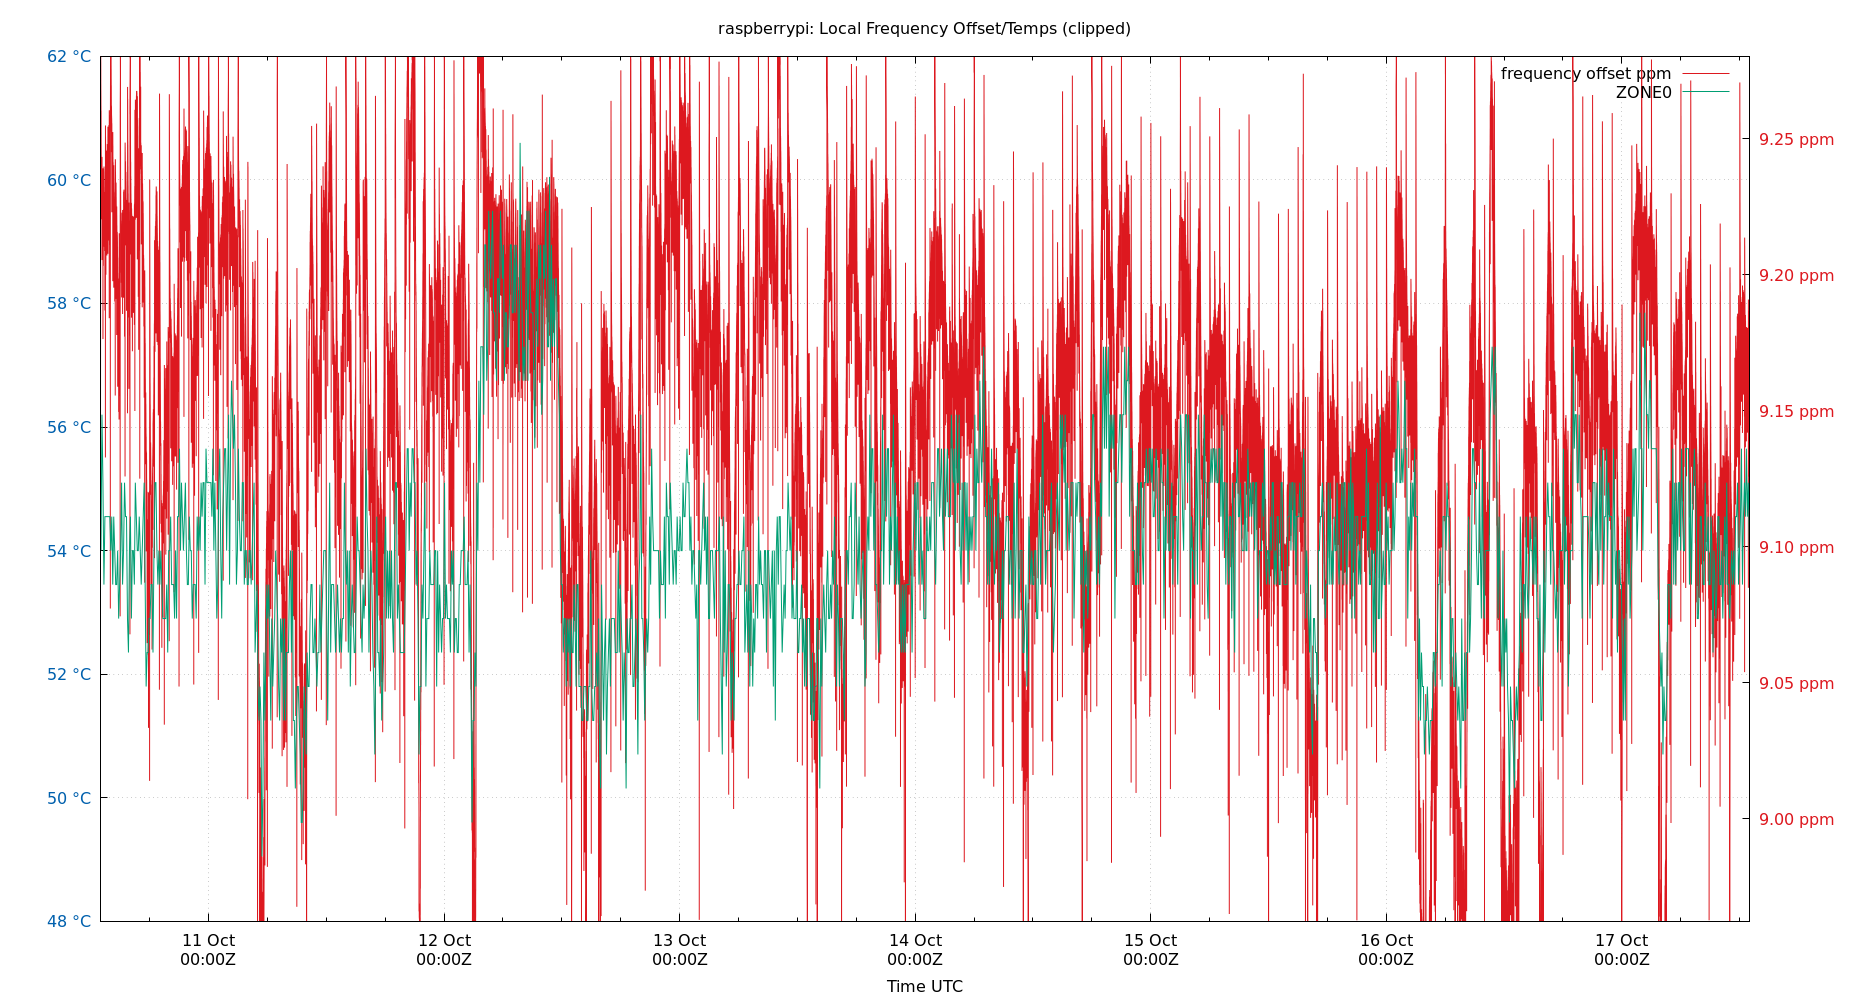 raspberrypi: Local Frequency Offset/Temps (clipped)
62 °C
60 °C
58 °C
56 °C
54 °C
52 °C
50 °C
48 °C
frequency offset ppm
ZONE0
9.25 ppm
9.20 ppm
9.15 ppm
9.10 ppm
9.05 ppm
9.00 ppm
11 Oct
00:00Z
12 Oct
00:00Z
13 Oct
00:00Z
14 Oct
00:00Z
15 Oct
00:00Z
16 Oct
00:00Z
17 Oct
00:00Z
Time UTC